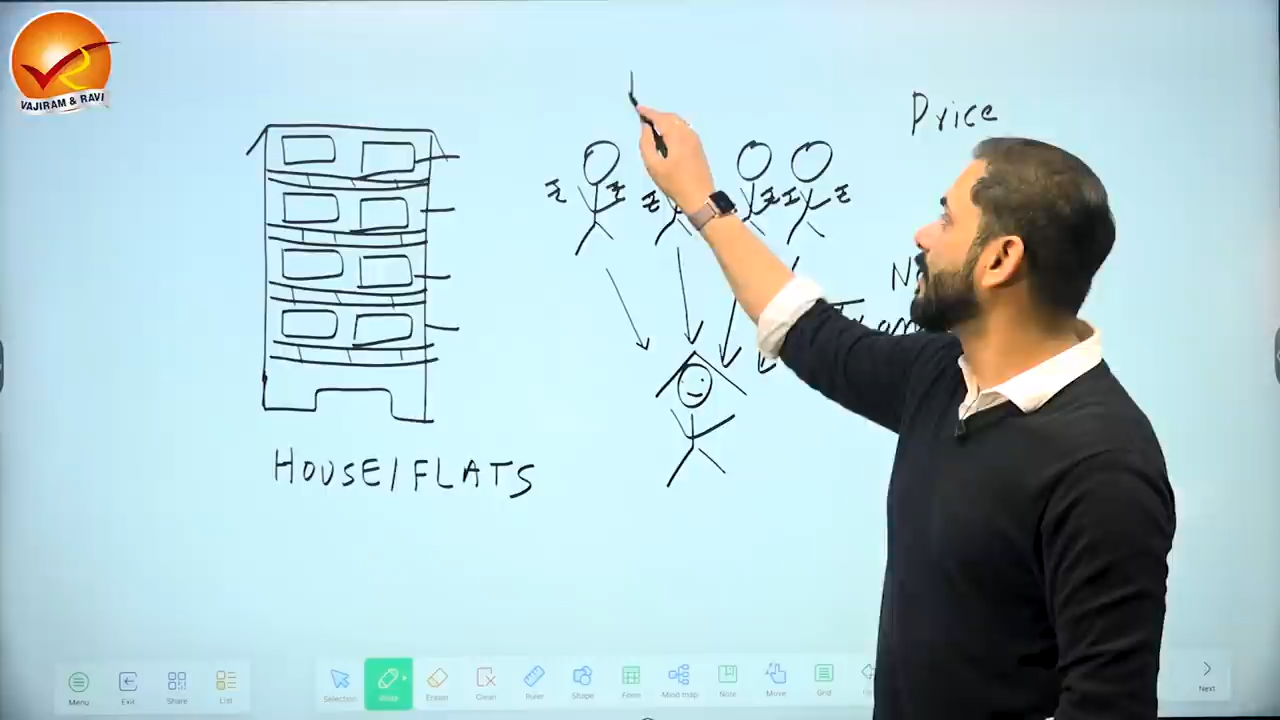 VAJIRAM & RAVI
Price
HOUSE/FLATS
Menu
Exit
Share
List
Selection
Write
Eraser
Clean
Ruler
Shape
Form
Mind map
Note
Move
Grid
Next